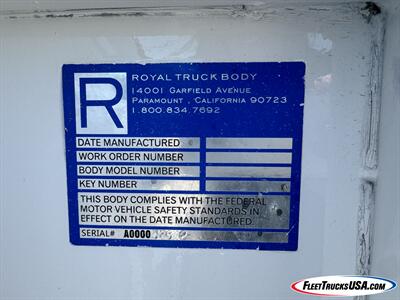 R
ROYAL TRUCK BODY
14001 GARFIELD AVENUE
PARAMOUNT , CALIFORNIA 90723
1.800.834.7692
DATE MANUFACTURED
WORK ORDER NUMBER
BODY MODEL NUMBER
KEY NUMBER
THIS BODY COMPLIES WITH THE FEDERAL
MOTOR VEHICLE SAFETY STANDARDS IN
EFFECT ON THE DATE MANUFACTURED
SERIAL# A0000
FLEETTRUCKSUSA.COM